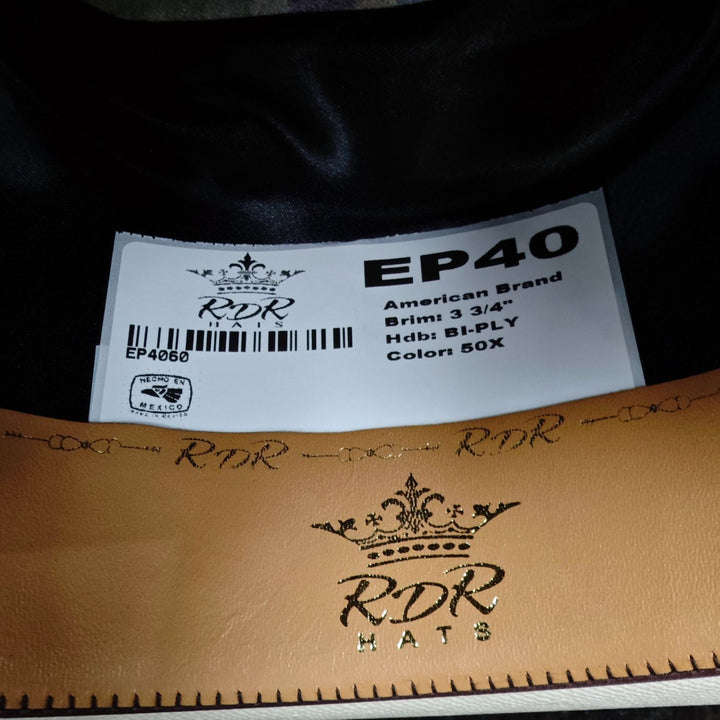 RDR
HATS
EP4060
HECHO EN
MEXICO
EP40
American Brand
Brim: 3 3/4"
Hdb: BI-PLY
Color: 50X
RDR
RDR
RDR
HATS